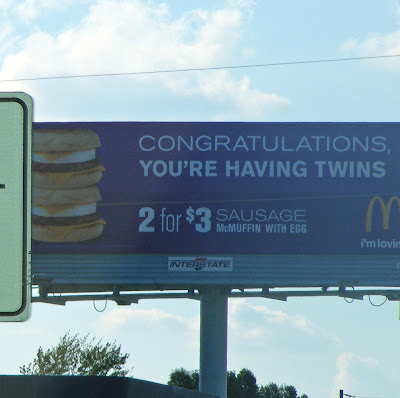 CONGRATULATIONS,
YOU'RE HAVING TWINS
2 for $3 SAUSAGE
McMUFFIN WITH EGG
i'm lovin
INTERSTATE